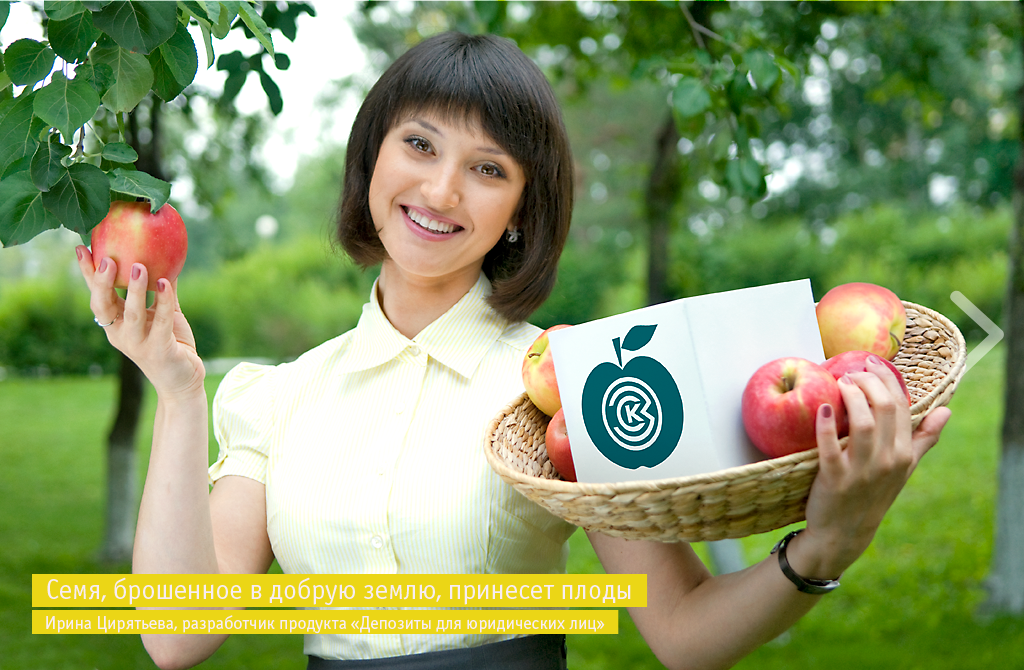 К
Семя, брошенное в добрую землю, принесет плоды
Ирина Цирятьева, разработчик продукта «Депозиты для юридических лиц»